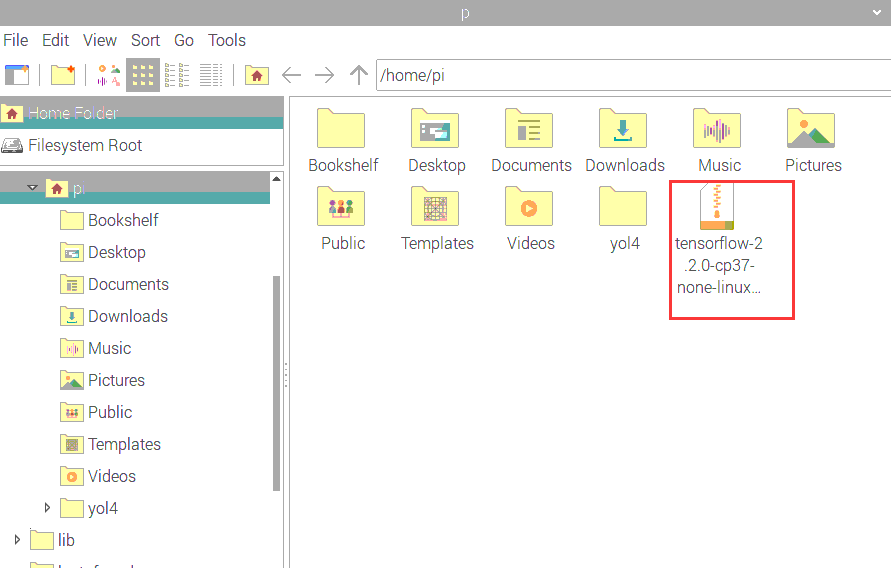 p
File Edit View Sort Go Tools
/home/pi
Home Folder
Filesystem Root
p
Bookshelf
Desktop
Documents
Downloads
Music
Pictures
Public
Templates
Videos
yol4
lib
Bookshelf Desktop Documents Downloads Music Pictures
Public Templates Videos yol4 tensorflow-2
.2.0-cp37-
none-linux...